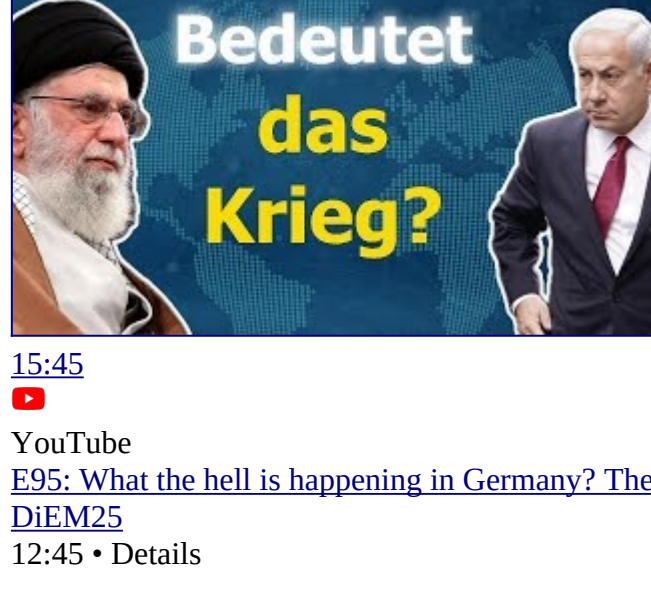 Bedeutet
das
Krieg?
15:45
YouTube
E95: What the hell is happening in Germany? The
DiEM25
12:45 • Details